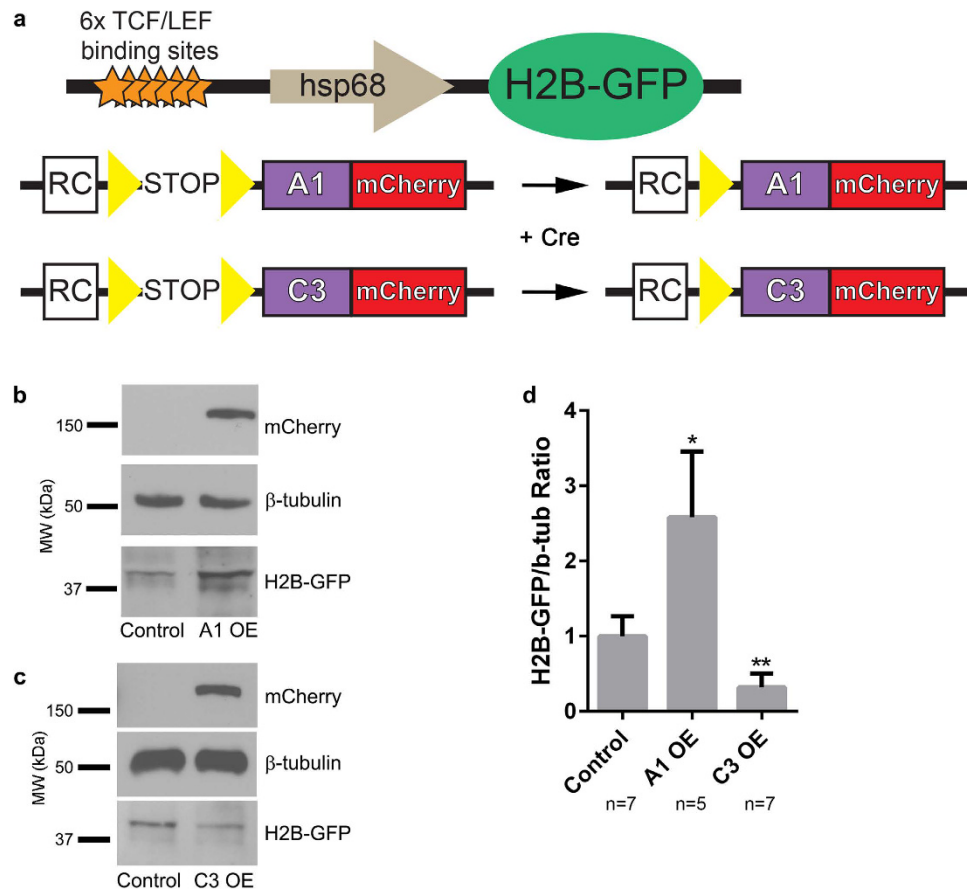 a
6x TCF/LEF
binding sites
hsp68
H2B-GFP
RC STOP A1 mCherry RC A1 mCherry
+ Cre
RC STOP C3 mCherry RC C3 mCherry
b
MW (kDa)
150
mCherry
50
β-tubulin
37
H2B-GFP
Control A1 OE
c
MW (kDa)
150
mCherry
50
β-tubulin
37
H2B-GFP
Control C3 OE
d
H2B-GFP/b-tub Ratio
4
3
2
1
0
*
**
Control A1 OE C3 OE
n=7 n=5 n=7